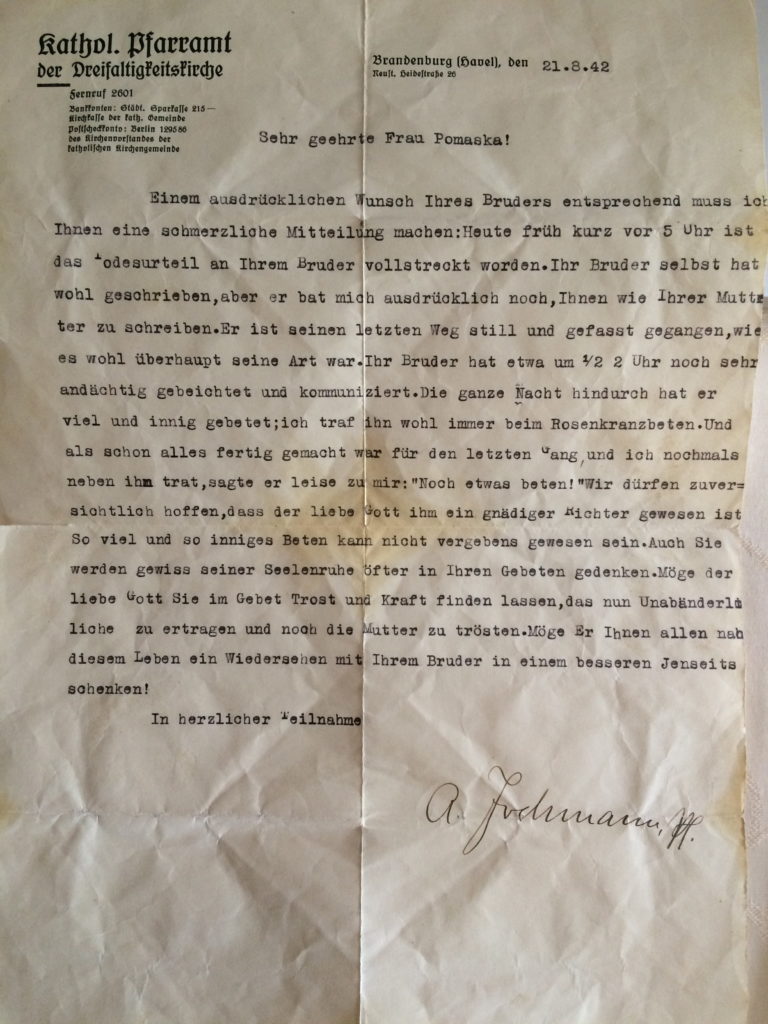 Kathol. Pfarramt
der Dreifaltigkeitskirche
Fernruf 2601
Bankkonten: Städt. Sparkasse 215 —
Kirchkasse der kath. Gemeinde
Postscheckkonto: Berlin 129586
des Kirchenvorstandes der
katholischen Kirchengemeinde
Brandenburg (Havel), den 21.8.42
Neust. Heidestraße 26
Sehr geehrte Frau Pomaska!
Einem ausdrücklichen Wunsch Ihres Bruders entsprechend muss ich
Ihnen eine schmerzliche Mitteilung machen:Heute früh kurz vor 5 Uhr ist
das Todesurteil an Ihrem Bruder vollstreckt worden.Ihr Bruder selbst hat
wohl geschrieben,aber er bat mich ausdrücklich noch,Ihnen wie Ihrer Mutt
ter zu schreiben.Er ist seinen letzten Weg still und gefasst gegangen,wie
es wohl überhaupt seine Art war.Ihr Bruder hat etwa um ½ 2 Uhr noch sehr
andächtig gebeichtet und kommuniziert.Die ganze Nacht hindurch hat er
viel und innig gebetet;ich traf ihn wohl immer beim Rosenkranzbeten.Und
als schon alles fertig gemacht war für den letzten Gang,und ich nochmals
neben ihm trat,sagte er leise zu mir:"Noch etwas beten!"Wir dürfen zuver=
sichtlich hoffen,dass der liebe Gott ihm ein gnädiger Richter gewesen ist
So viel und so inniges Beten kann nicht vergebens gewesen sein.Auch Sie
werden gewiss seiner Seelenruhe öfter in Ihren Gebeten gedenken.Möge der
liebe Gott Sie im Gebet Trost und Kraft finden lassen,das nun Unabänderli
liche zu ertragen und noch die Mutter zu trösten.Möge Er Ihnen allen nah
diesem Leben ein Wiedersehen mit Ihrem Bruder in einem besseren Jenseits
schenken!
In herzlicher Teilnahme
A. Jochmann, Pf.